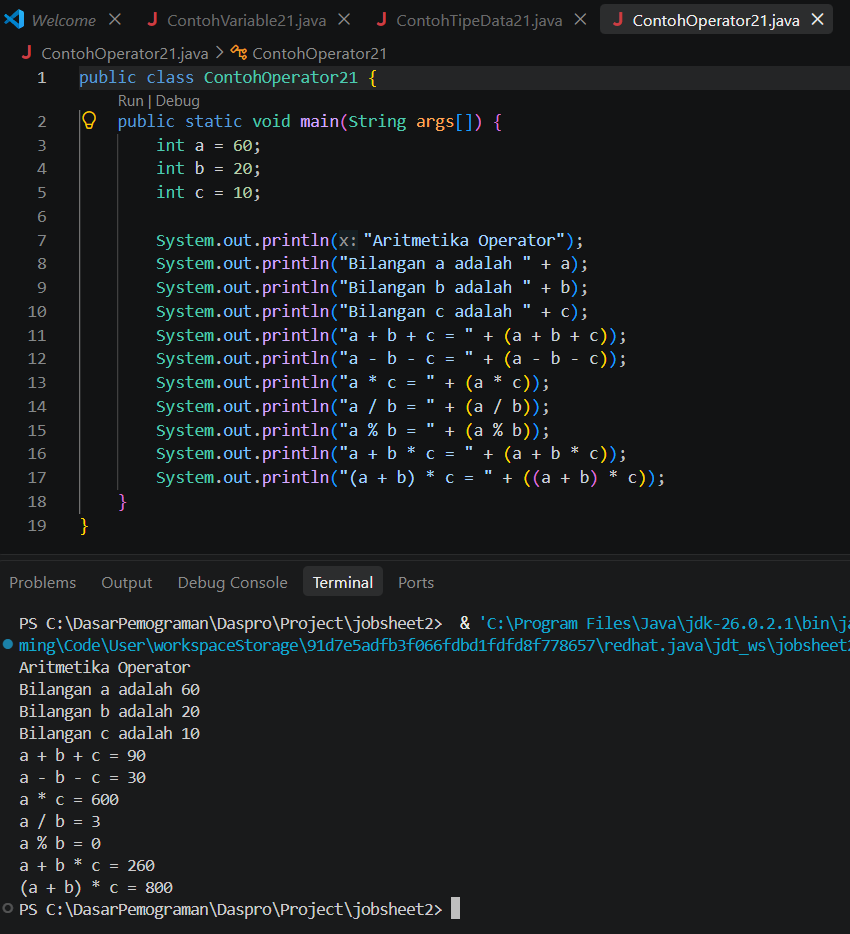 Welcome ContohVariable21.java ContohTipeData21.java ContohOperator21.java
ContohOperator21.java > ContohOperator21
1 public class ContohOperator21 {
Run | Debug
2 public static void main(String args[]) {
3 int a = 60;
4 int b = 20;
5 int c = 10;
6
7 System.out.println(x: "Aritmetika Operator");
8 System.out.println("Bilangan a adalah " + a);
9 System.out.println("Bilangan b adalah " + b);
10 System.out.println("Bilangan c adalah " + c);
11 System.out.println("a + b + c = " + (a + b + c));
12 System.out.println("a - b - c = " + (a - b - c));
13 System.out.println("a * c = " + (a * c));
14 System.out.println("a / b = " + (a / b));
15 System.out.println("a % b = " + (a % b));
16 System.out.println("a + b * c = " + (a + b * c));
17 System.out.println("(a + b) * c = " + ((a + b) * c));
18 }
19 }
Problems Output Debug Console Terminal Ports
PS C:\DasarPemograman\Daspro\Project\jobsheet2> & 'C:\Program Files\Java\jdk-26.0.2.1\bin\ja
ming\Code\User\workspaceStorage\91d7e5adfb3f066fdbd1fdfd8f778657\redhat.java\jdt_ws\jobsheet2
Aritmetika Operator
Bilangan a adalah 60
Bilangan b adalah 20
Bilangan c adalah 10
a + b + c = 90
a - b - c = 30
a * c = 600
a / b = 3
a % b = 0
a + b * c = 260
(a + b) * c = 800
PS C:\DasarPemograman\Daspro\Project\jobsheet2>